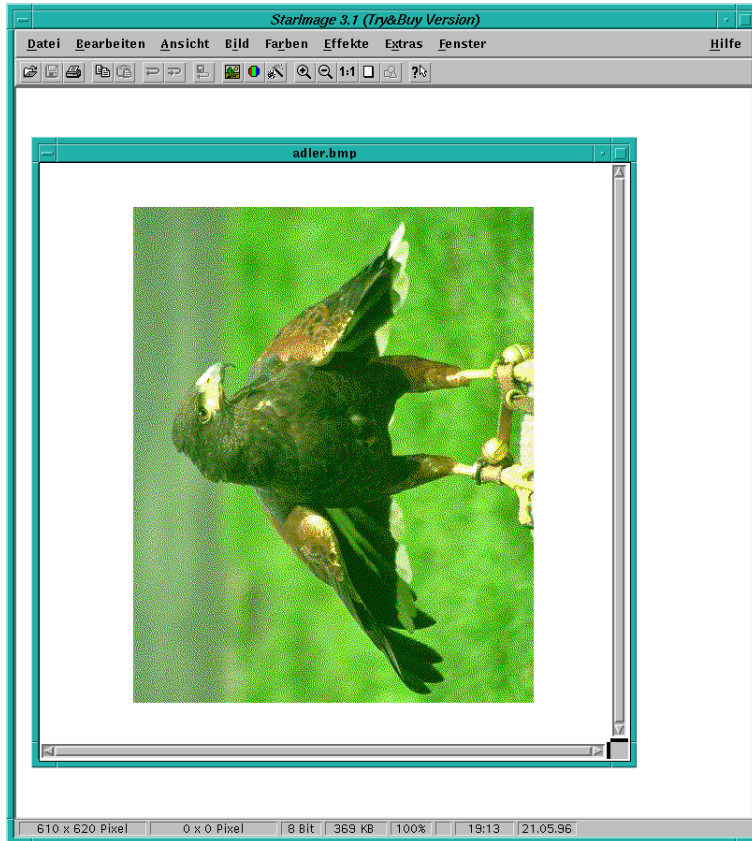 StarImage 3.1 (Try&Buy Version)
Datei Bearbeiten Ansicht Bild Farben Effekte Extras Fenster Hilfe
1:1 ?
adler.bmp
610 x 620 Pixel 0 x 0 Pixel 8 Bit 369 KB 100% 19:13 21.05.96